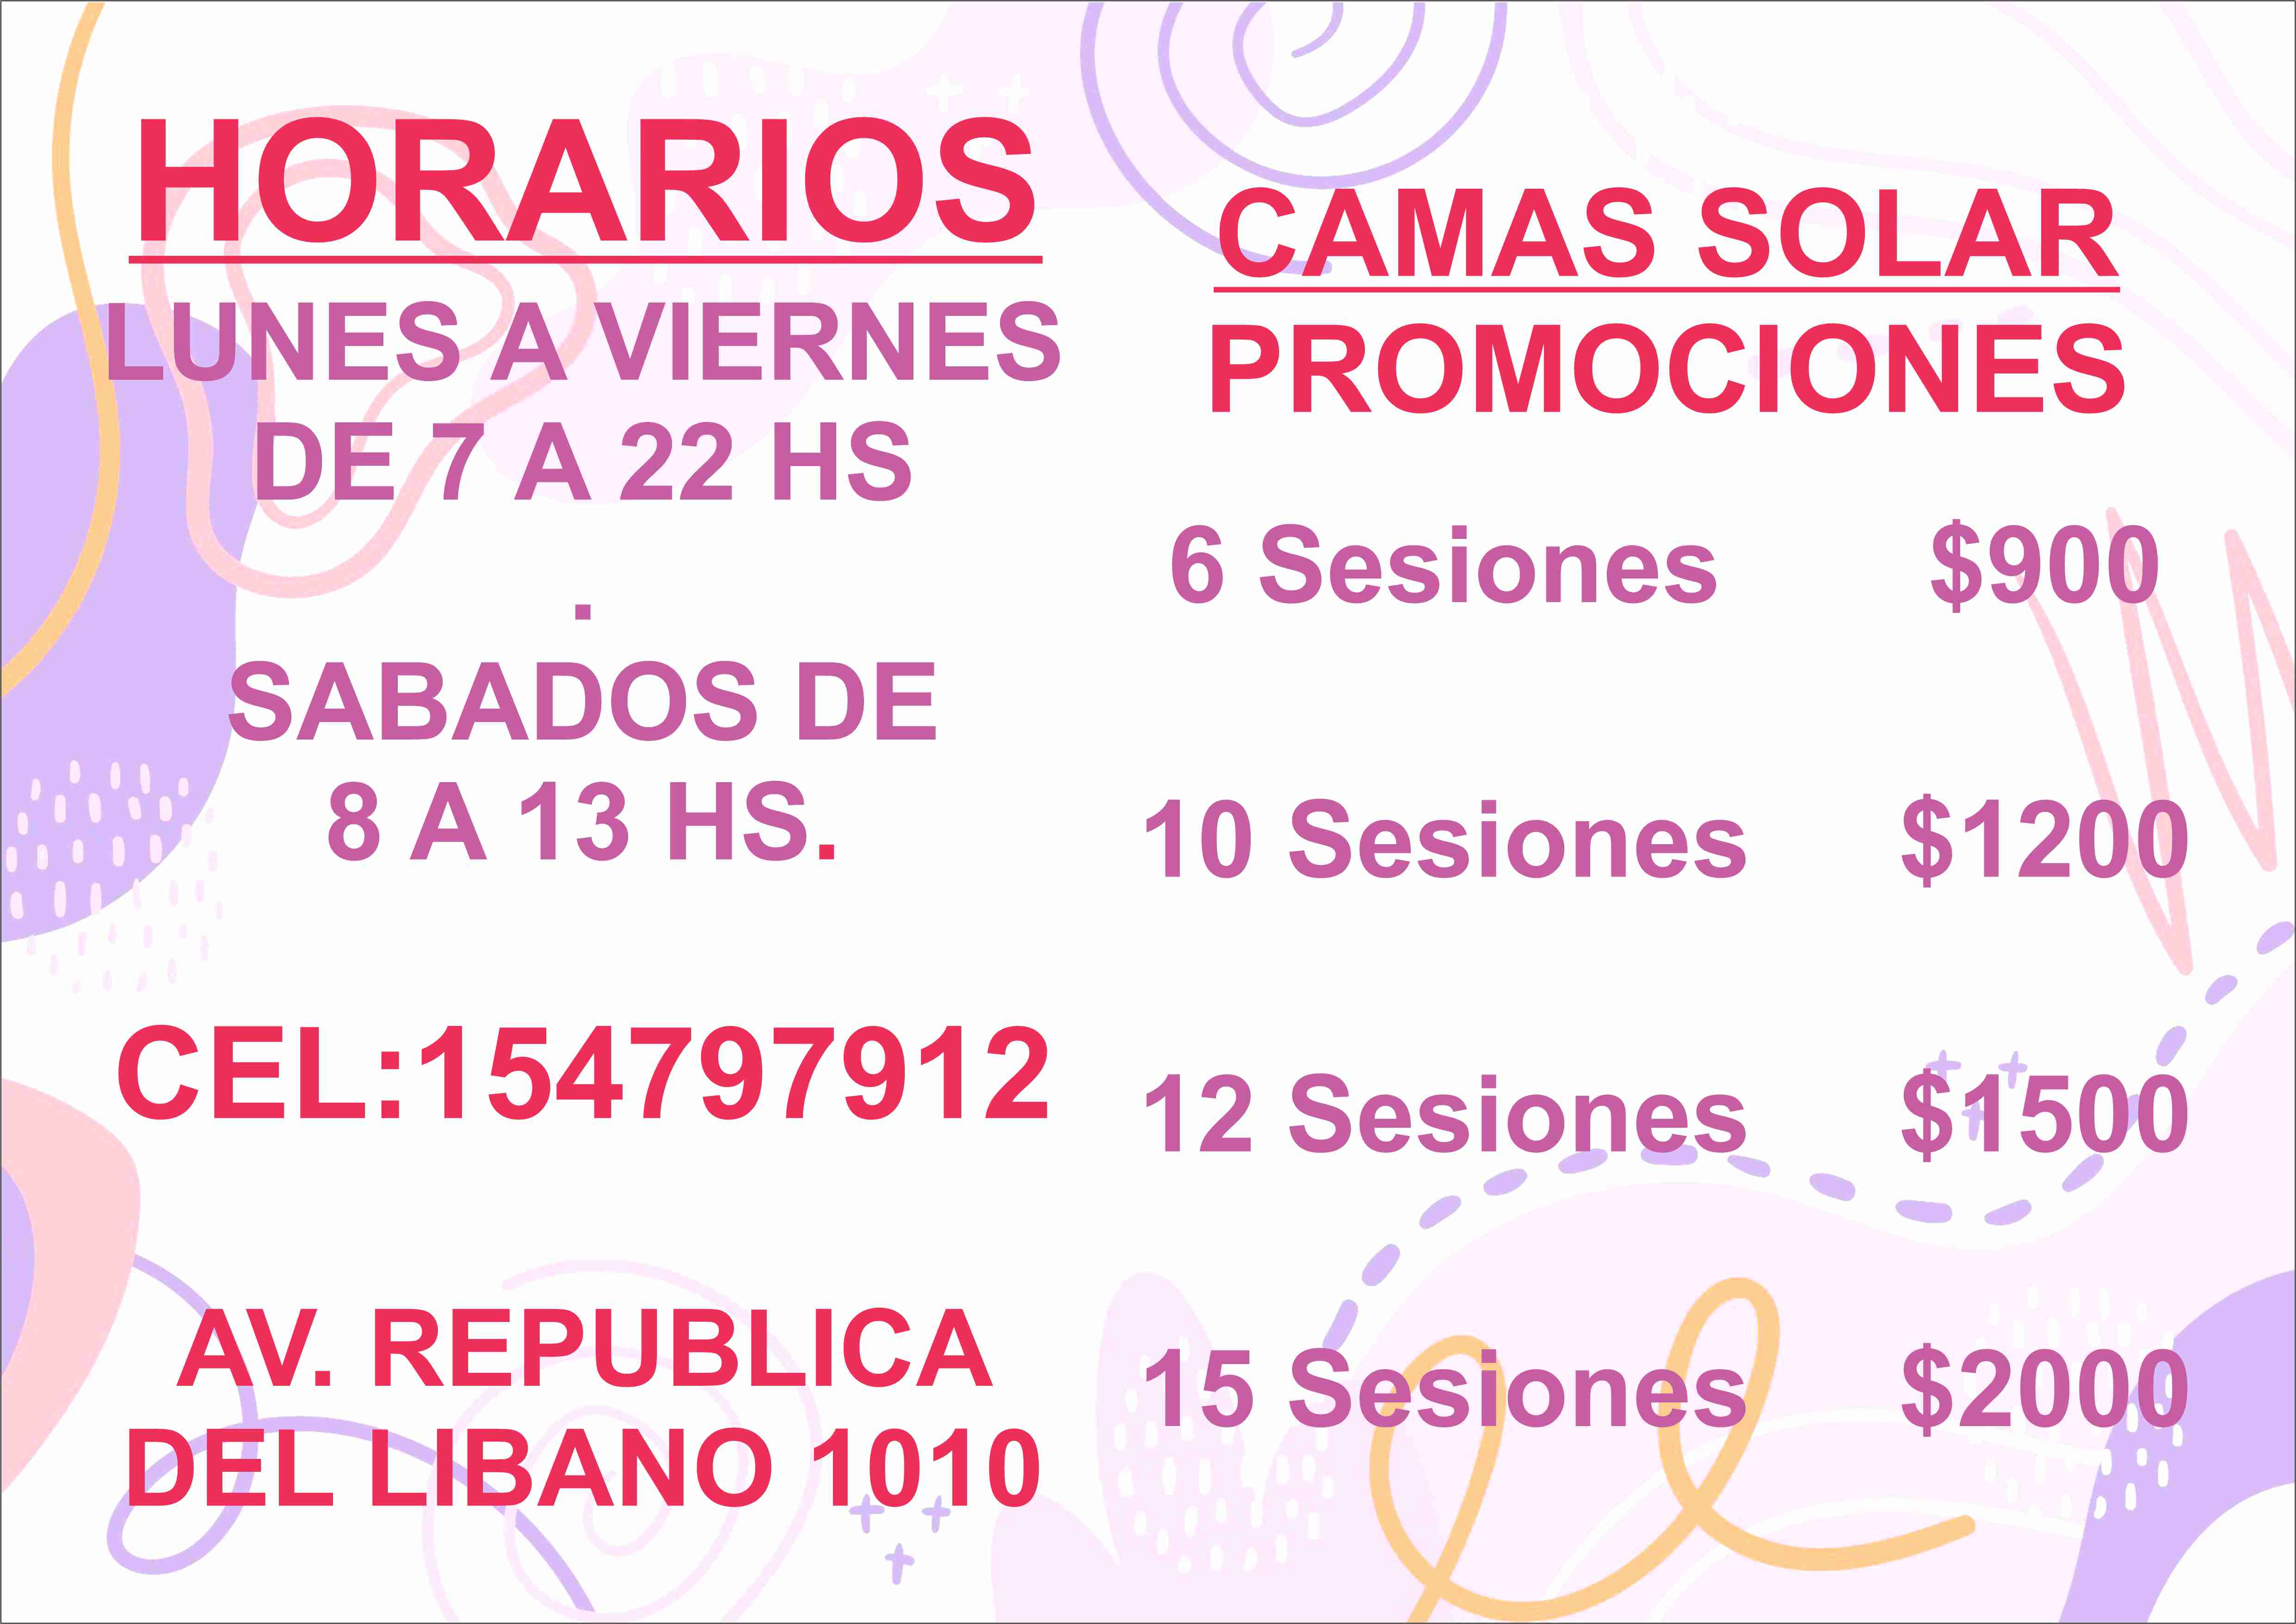 HORARIOS
LUNES A VIERNES
DE 7 A 22 HS
.
SABADOS DE
8 A 13 HS.
CEL:154797912
AV. REPUBLICA
DEL LIBANO 1010
CAMAS SOLAR
PROMOCIONES
6 Sesiones $900
10 Sesiones $1200
12 Sesiones $1500
15 Sesiones $2000